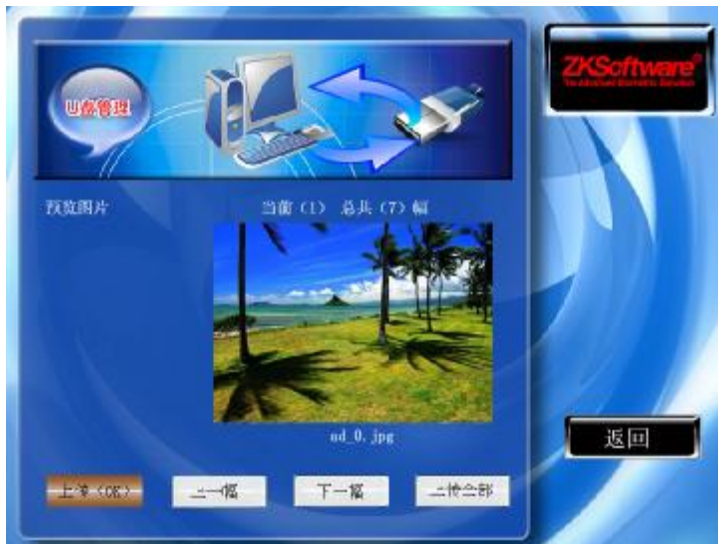 U盘管理
ZKSoftware
预览图片
当前（1） 总共（7）幅
ad_0.jpg
返回
上传（OK）
上一幅
下一幅
上传全部